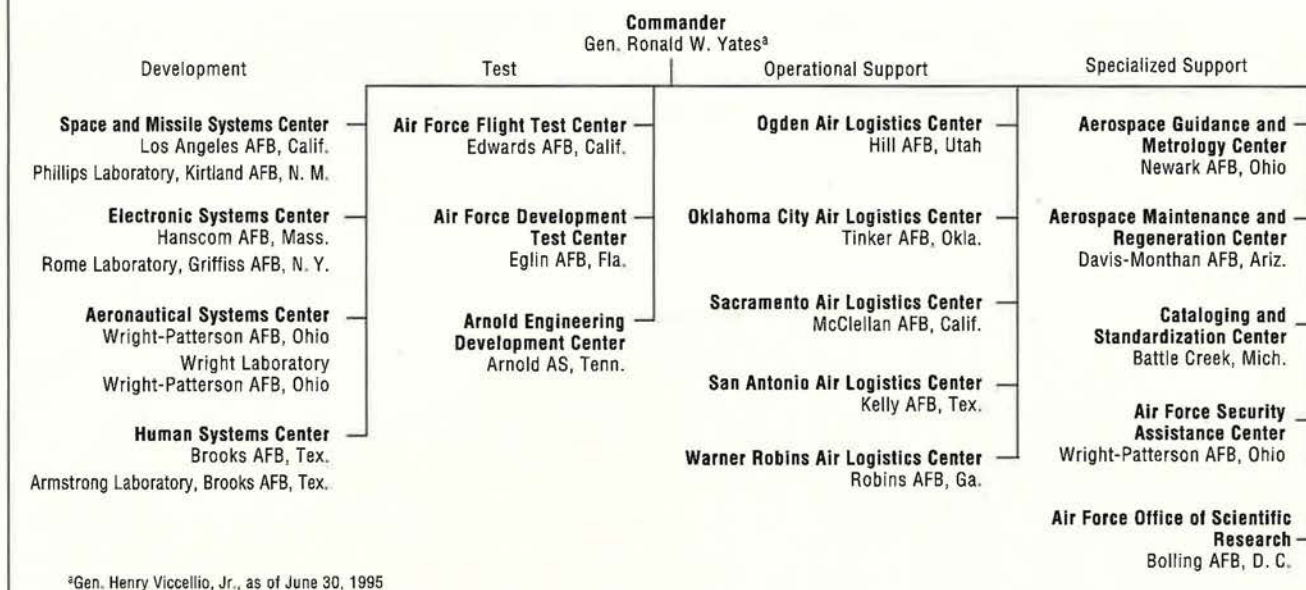 Commander
Gen. Ronald W. Yatesª
Development
Test
Operational Support
Specialized Support
Space and Missile Systems Center
Los Angeles AFB, Calif.
Phillips Laboratory, Kirtland AFB, N. M.
Electronic Systems Center
Hanscom AFB, Mass.
Rome Laboratory, Griffiss AFB, N. Y.
Aeronautical Systems Center
Wright-Patterson AFB, Ohio
Wright Laboratory
Wright-Patterson AFB, Ohio
Human Systems Center
Brooks AFB, Tex.
Armstrong Laboratory, Brooks AFB, Tex.
Air Force Flight Test Center
Edwards AFB, Calif.
Air Force Development
Test Center
Eglin AFB, Fla.
Arnold Engineering
Development Center
Arnold AS, Tenn.
Ogden Air Logistics Center
Hill AFB, Utah
Oklahoma City Air Logistics Center
Tinker AFB, Okla.
Sacramento Air Logistics Center
McClellan AFB, Calif.
San Antonio Air Logistics Center
Kelly AFB, Tex.
Warner Robins Air Logistics Center
Robins AFB, Ga.
Aerospace Guidance and
Metrology Center
Newark AFB, Ohio
Aerospace Maintenance and
Regeneration Center
Davis-Monthan AFB, Ariz.
Cataloging and
Standardization Center
Battle Creek, Mich.
Air Force Security
Assistance Center
Wright-Patterson AFB, Ohio
Air Force Office of Scientific
Research
Bolling AFB, D. C.
ªGen. Henry Viccellio, Jr., as of June 30, 1995